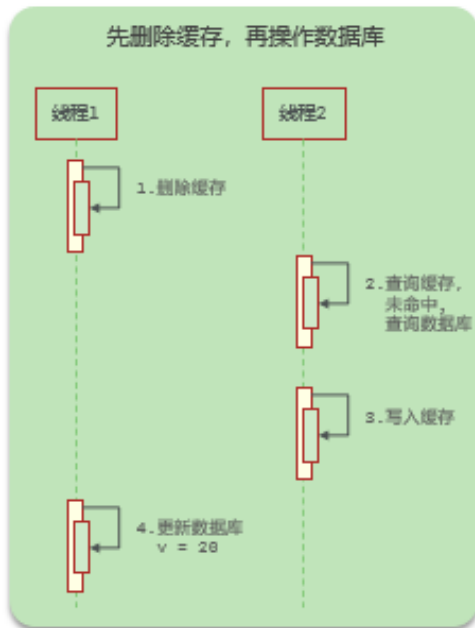 先删除缓存，再操作数据库
线程1
线程2
1.删除缓存
2.查询缓存，
未命中，
查询数据库
3.写入缓存
4.更新数据库
v = 20